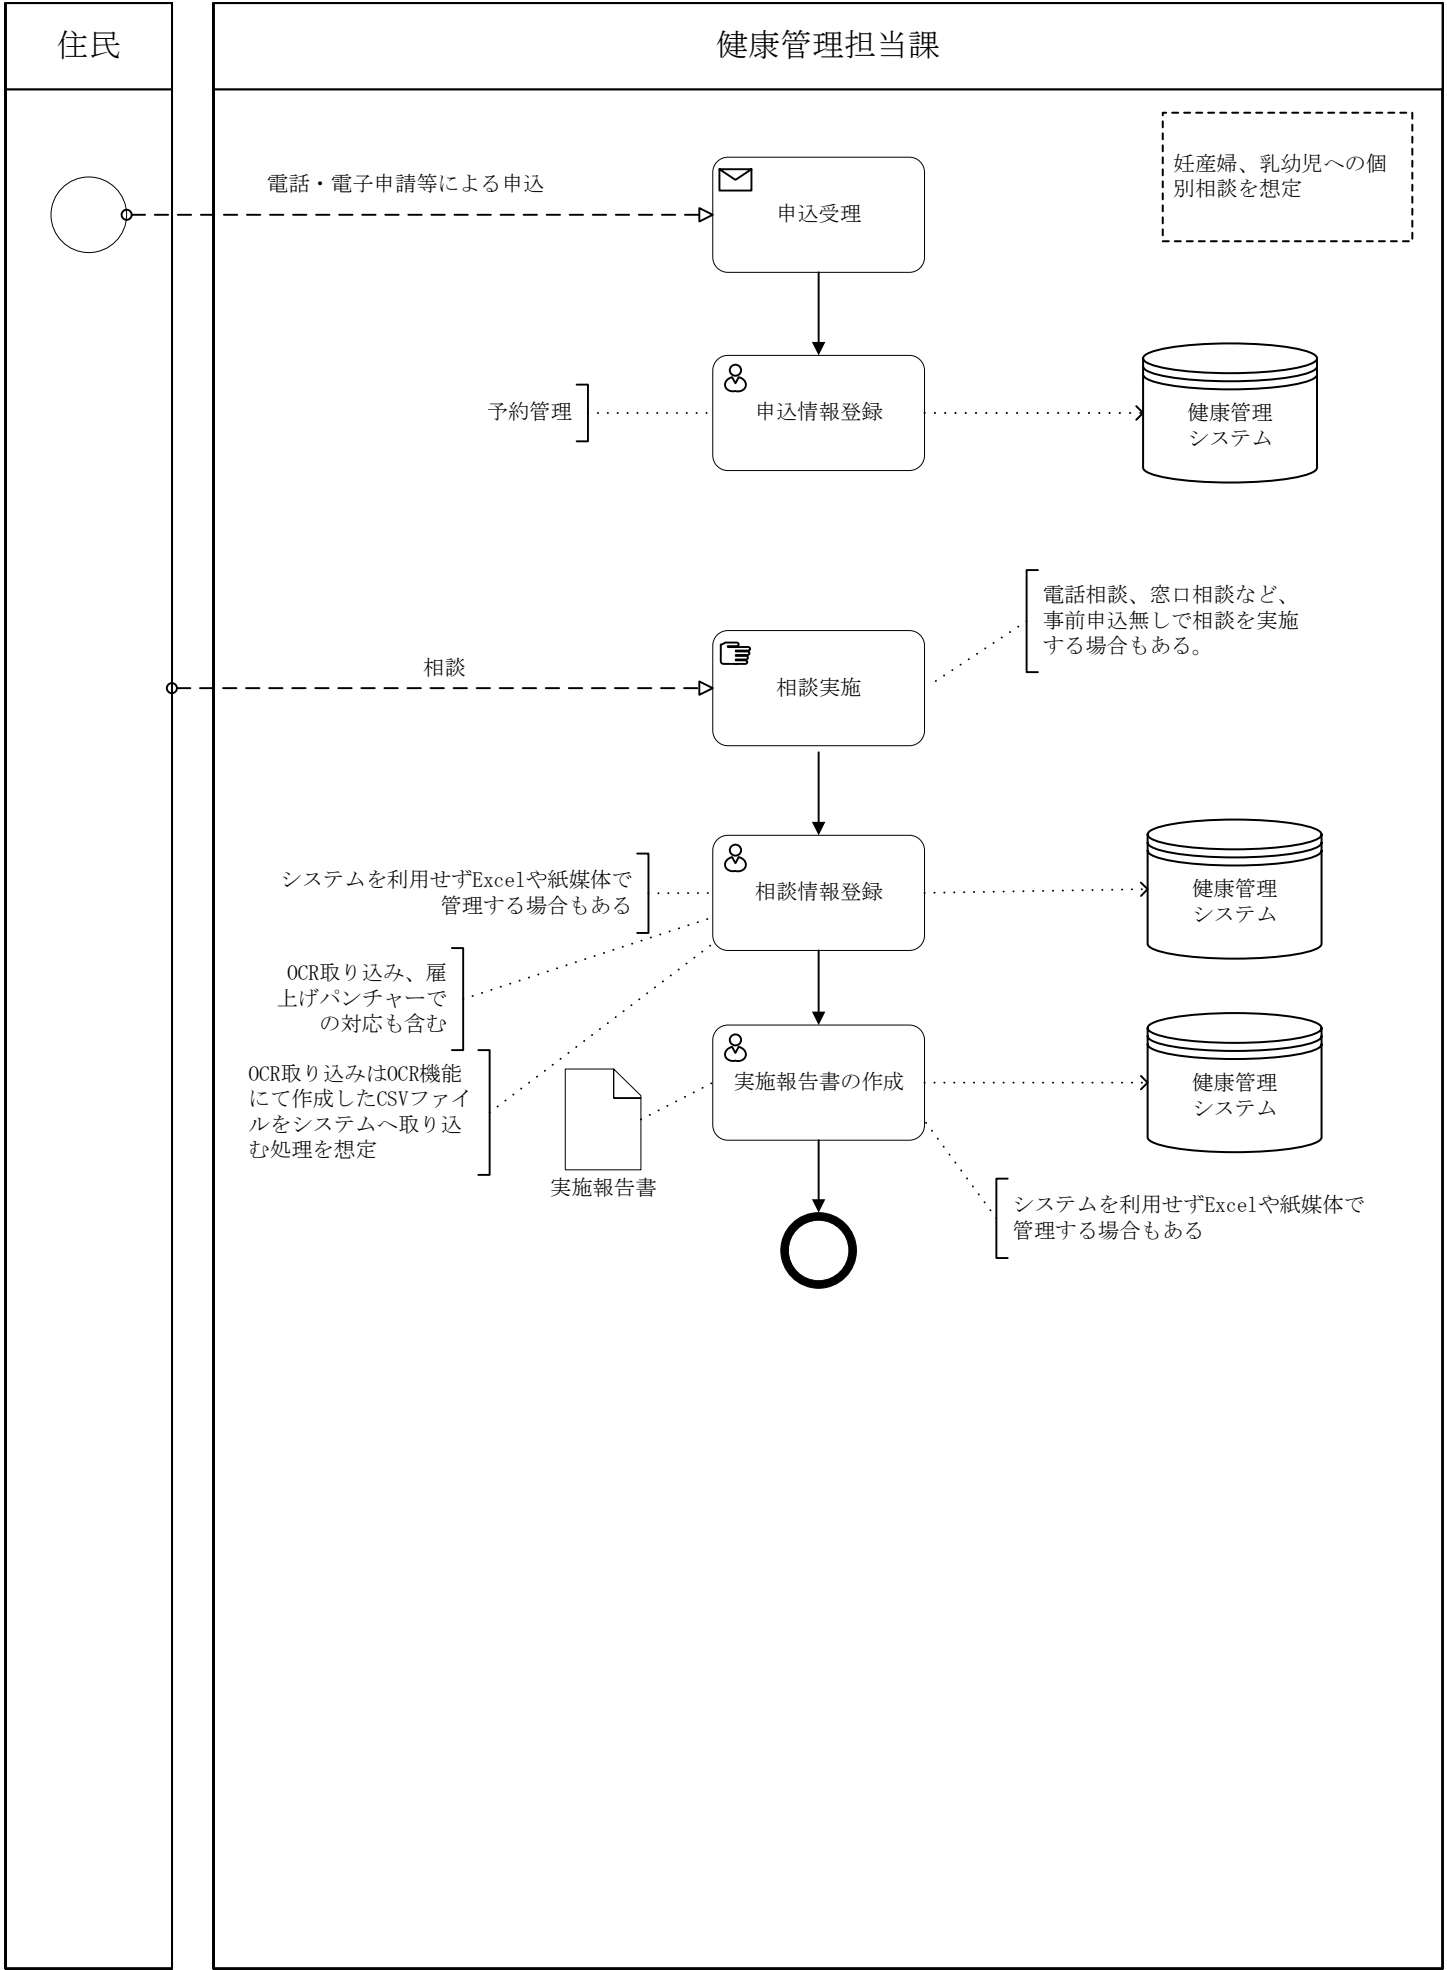 住民
健康管理担当課
妊産婦、乳幼児への個
別相談を想定
電話・電子申請等による申込
申込受理
予約管理
申込情報登録
健康管理
システム
電話相談、窓口相談など、
事前申込無しで相談を実施
する場合もある。
相談
相談実施
システムを利用せずExcelや紙媒体で
管理する場合もある
相談情報登録
健康管理
システム
OCR取り込み、雇
上げパンチャーで
の対応も含む
OCR取り込みはOCR機能
にて作成したCSVファイ
ルをシステムへ取り込
む処理を想定
実施報告書の作成
健康管理
システム
実施報告書
システムを利用せずExcelや紙媒体で
管理する場合もある